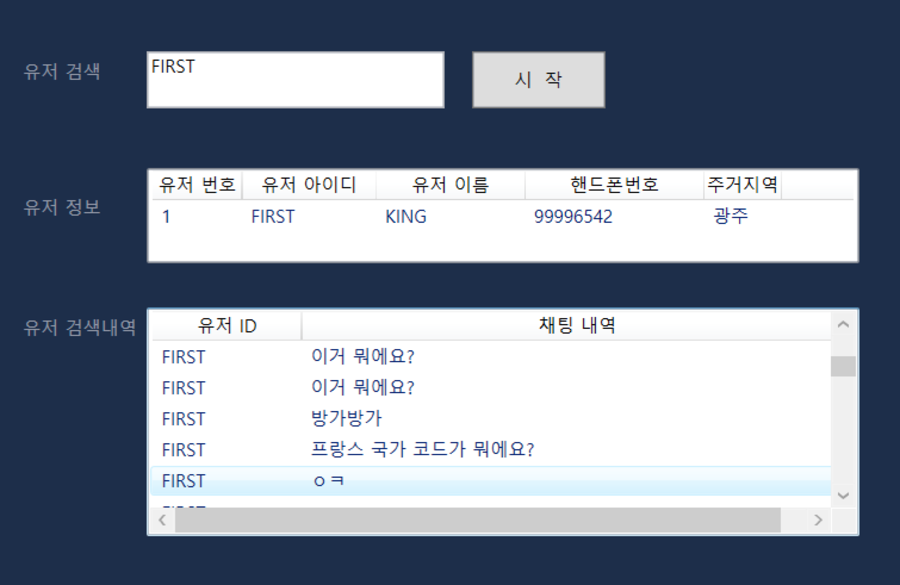 유저 검색 FIRST 시 작
유저 정보
유저 번호 유저 아이디 유저 이름 핸드폰번호 주거지역
1 FIRST KING 99996542 광주
유저 검색내역
유저 ID 채팅 내역
FIRST 이거 뭐에요?
FIRST 이거 뭐에요?
FIRST 방가방가
FIRST 프랑스 국가 코드가 뭐에요?
FIRST ㅇㅋ